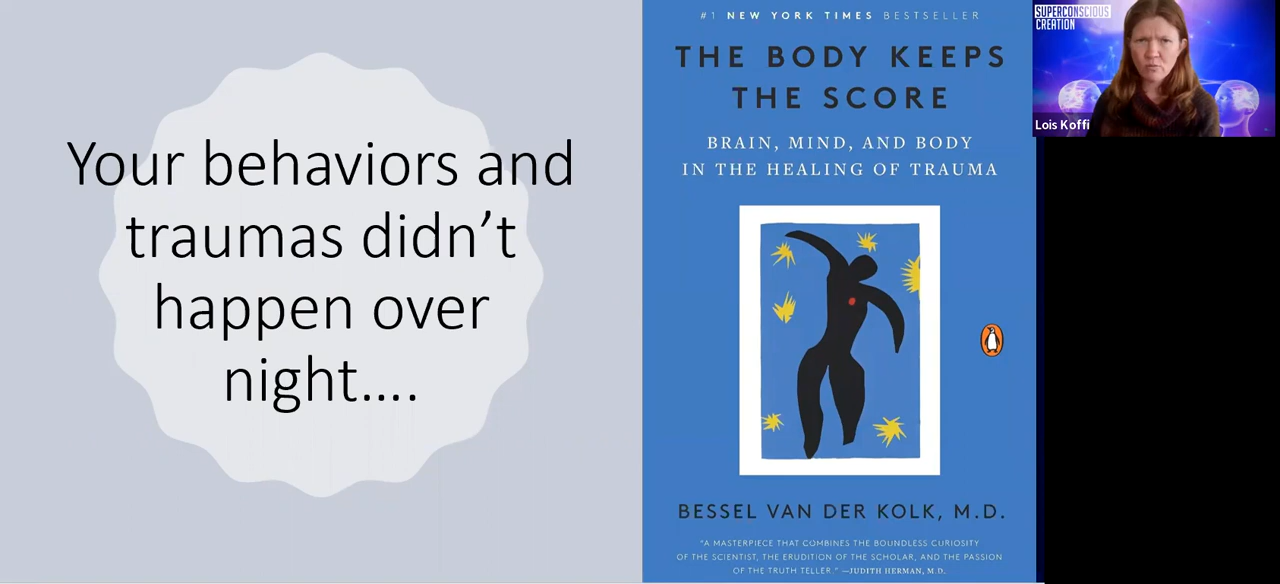 Your behaviors and
traumas didn’t
happen over
night….
#1 NEW YORK TIMES BESTSELLER
THE BODY KEEPS
THE SCORE
BRAIN, MIND, AND BODY
IN THE HEALING OF TRAUMA
BESSEL VAN DER KOLK, M.D.
"A MASTERPIECE THAT COMBINES THE BOUNDLESS CURIOSITY
OF THE SCIENTIST, THE ERUDITION OF THE SCHOLAR, AND THE PASSION
OF THE TRUTH TELLER." —JUDITH HERMAN, M.D.
SUPERCONSCIOUS
CREATION
Lois Koffi